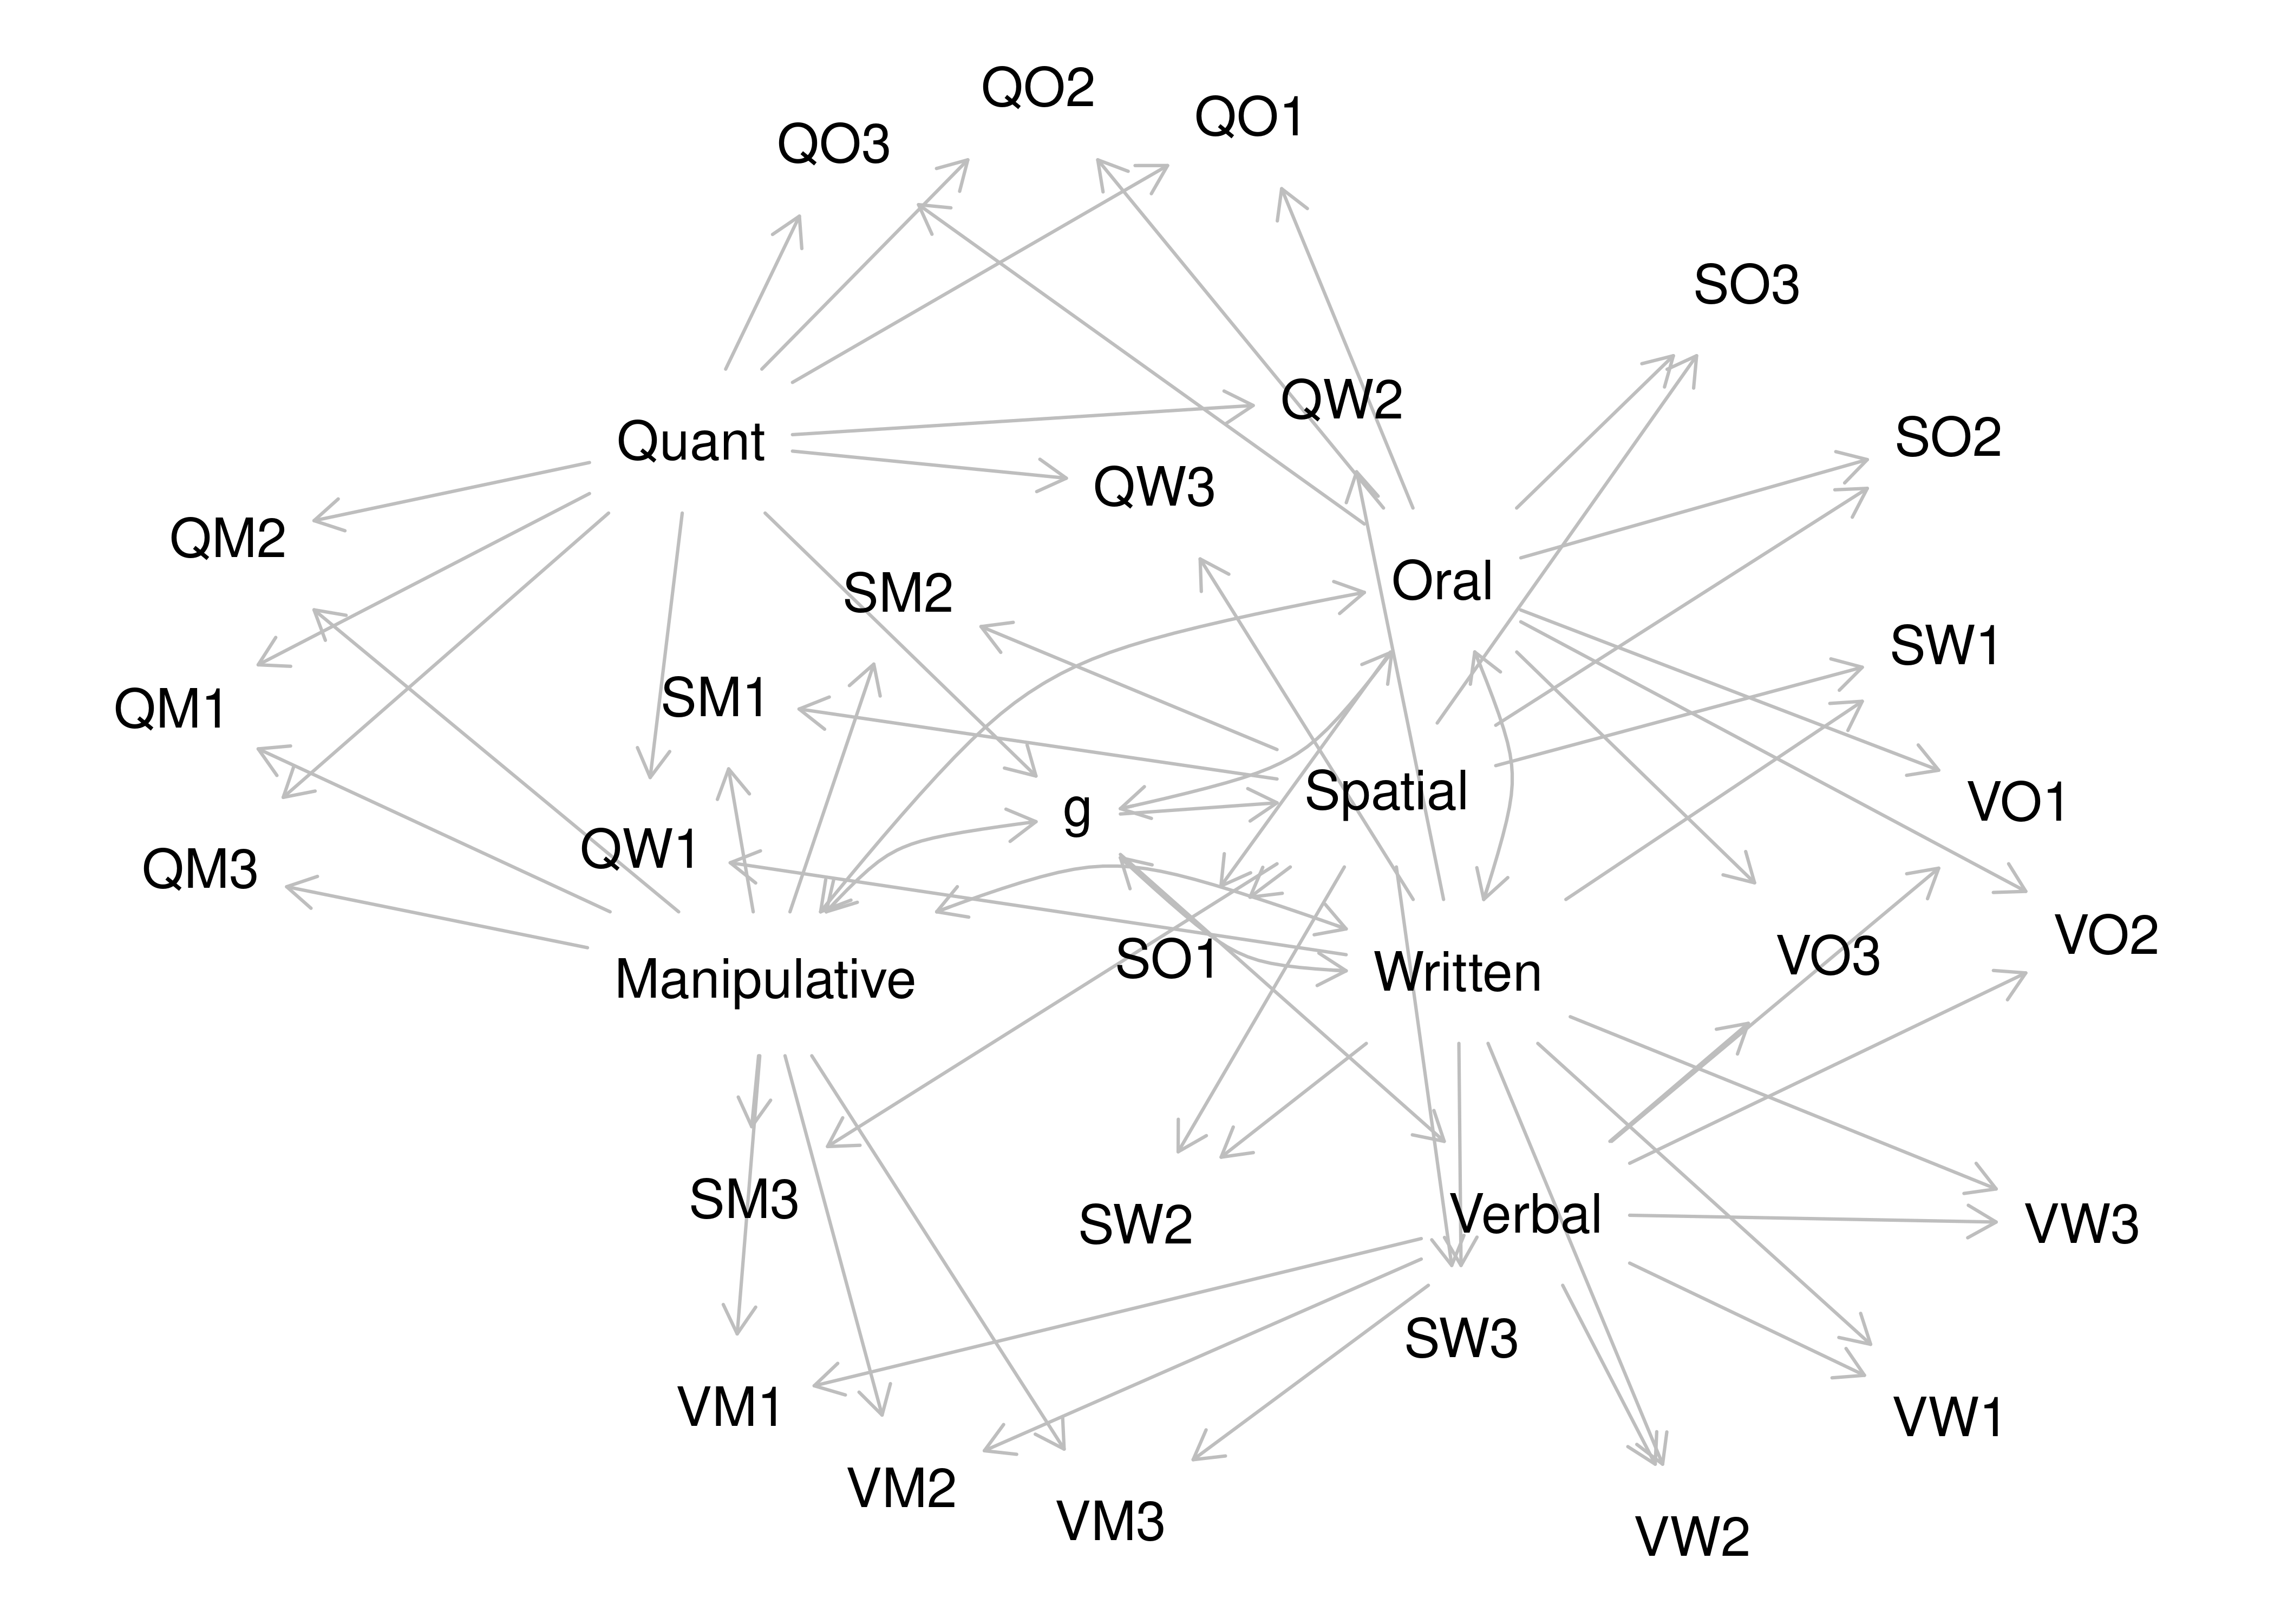 QO2
QO1
QO3
SO3
QW2
SO2
Quant
QW3
QM2
Oral
SM2
SW1
SM1
QM1
Spatial
VO1
g
QW1
QM3
VO2
VO3
SO1
Written
Manipulative
SM3
Verbal
SW2
VW3
SW3
VM1
VW1
VM2
VM3
VW2